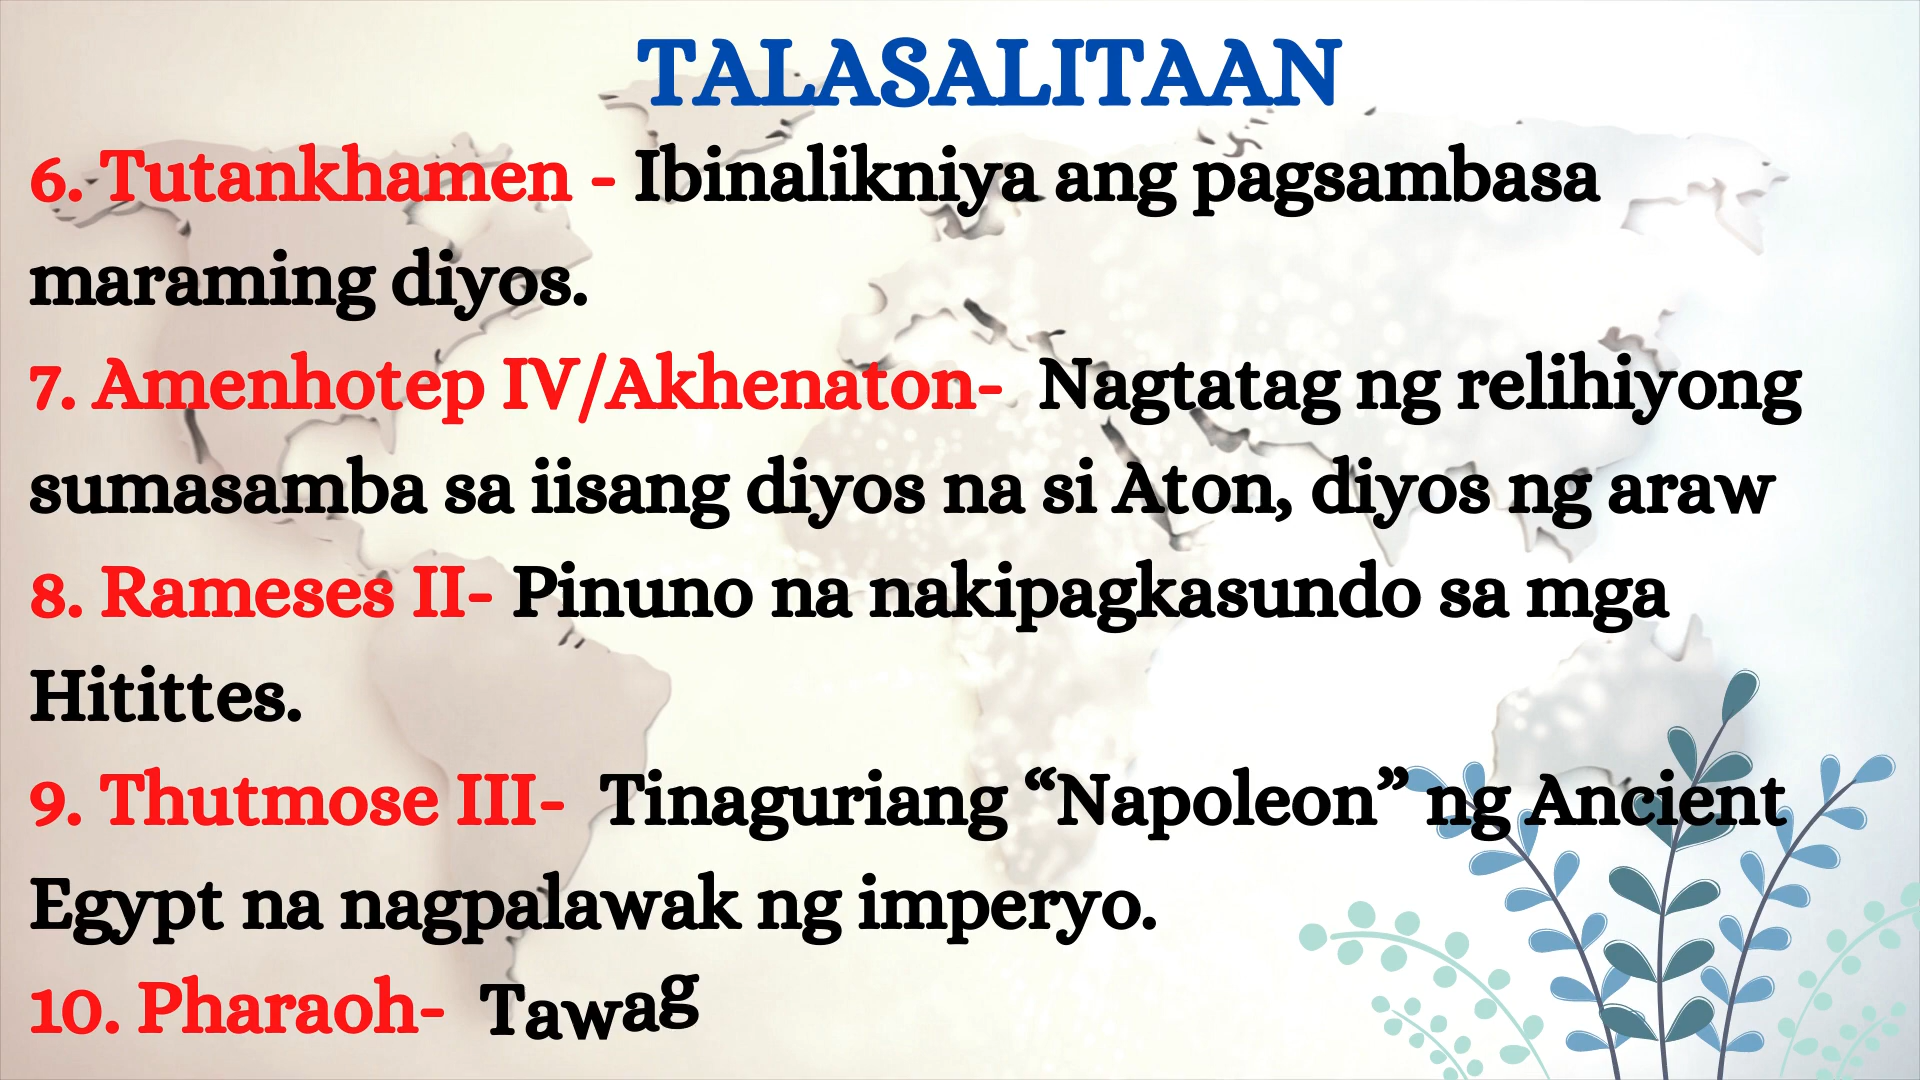 TALASALITAAN
6. Tutankhamen - Ibinalikniya ang pagsambasa
maraming diyos.
7. Amenhotep IV/Akhenaton- Nagtatag ng relihiyong
sumasamba sa iisang diyos na si Aton, diyos ng araw
8. Rameses II- Pinuno na nakipagkasundo sa mga
Hitittes.
9. Thutmose III- Tinaguriang “Napoleon” ng Ancient
Egypt na nagpalawak ng imperyo.
10. Pharaoh- Tawag